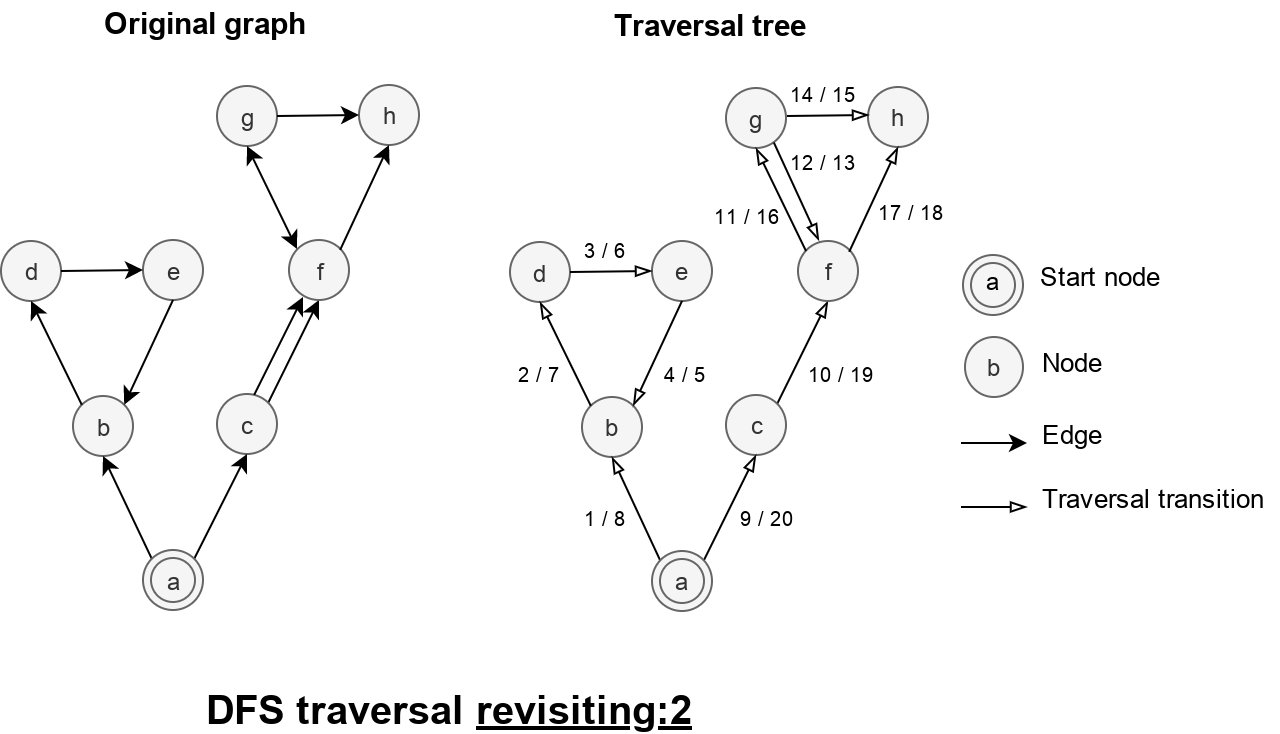 Original graph
Traversal tree
g
h
d
e
f
b
c
a
14 / 15
g
h
12 / 13
11 / 16
17 / 18
3 / 6
d
e
f
2 / 7
4 / 5
10 / 19
b
c
1 / 8
9 / 20
a
a Start node
b Node
Edge
Traversal transition
DFS traversal revisiting:2